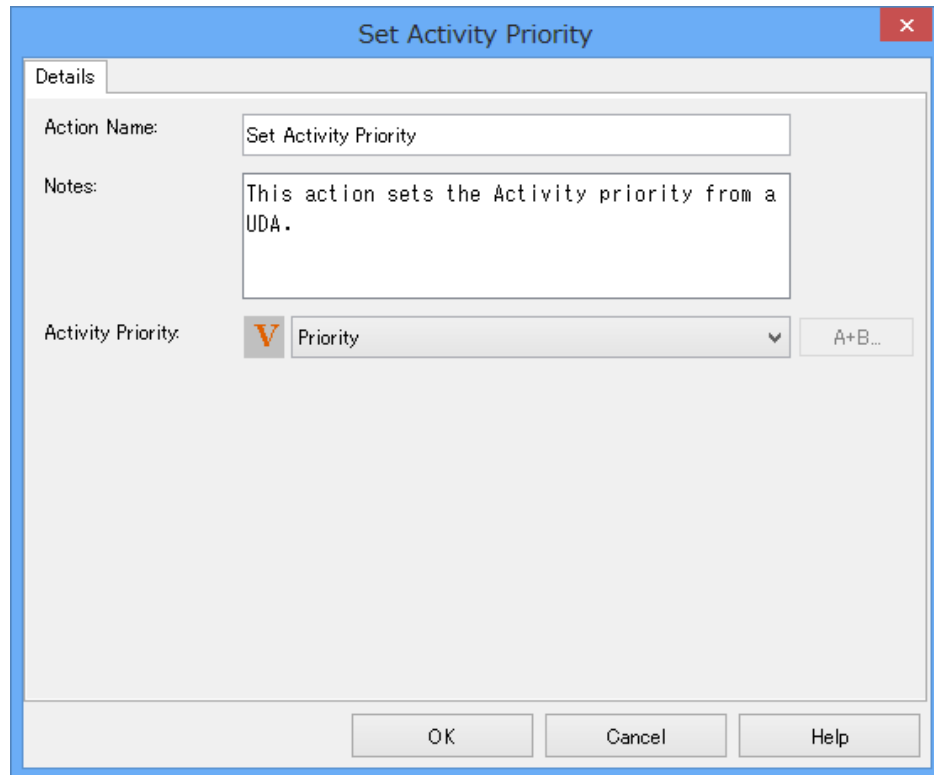 Set Activity Priority
Details
Action Name:
Set Activity Priority
Notes:
This action sets the Activity priority from a
UDA.
Activity Priority:
V
Priority
A+B...
OK
Cancel
Help